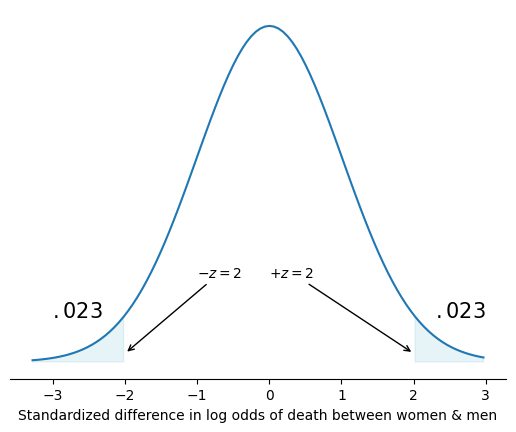 −z = 2
+z = 2
.023
.023
−3 −2 −1 0 1 2 3
Standardized difference in log odds of death between women & men